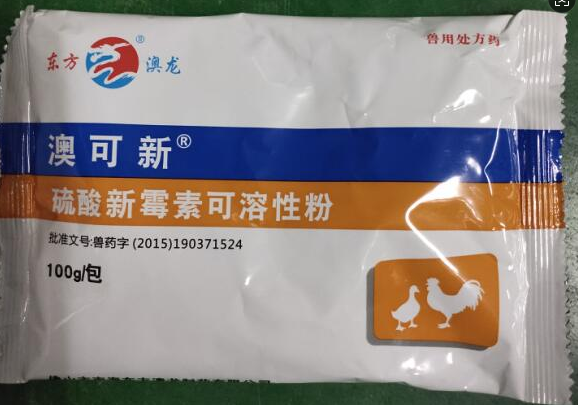 东方 澳龙 ®
兽用处方药
澳可新®
硫酸新霉素可溶性粉
批准文号:兽药字 (2015)190371524
100g/包